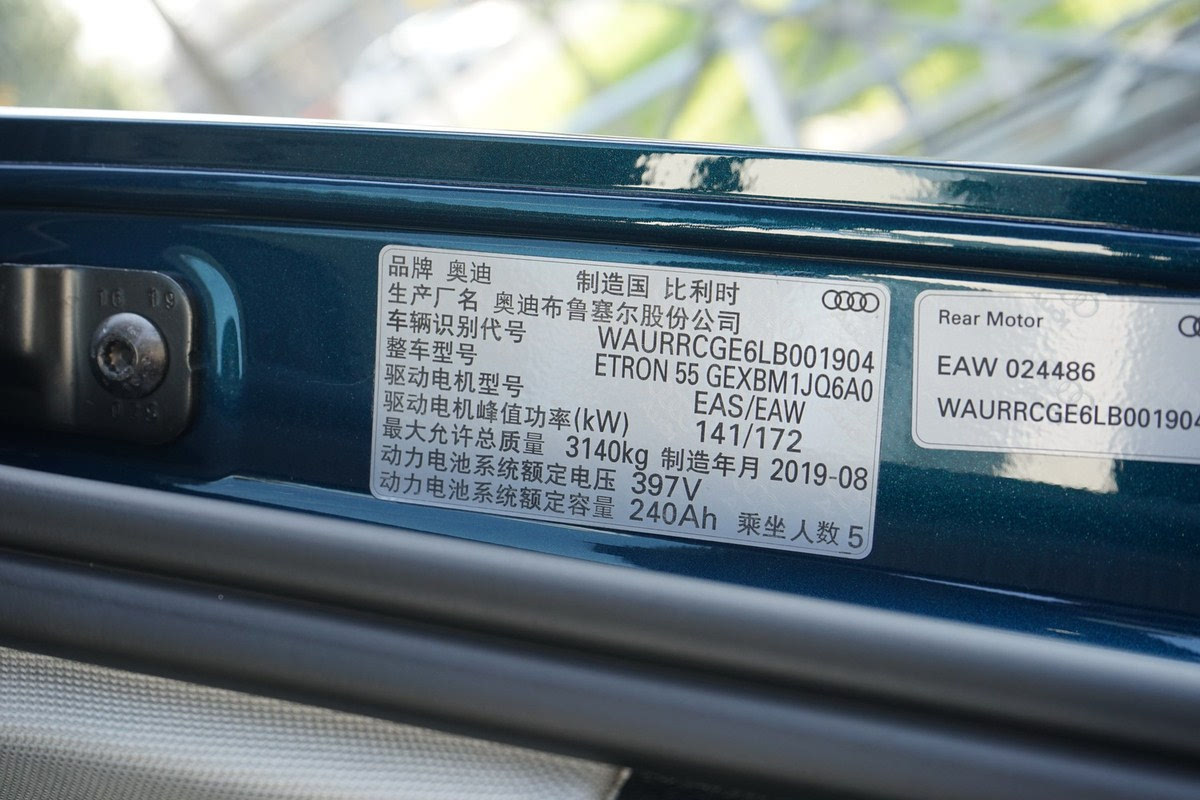 品牌 奥迪 制造国 比利时
生产厂名 奥迪布鲁塞尔股份公司
车辆识别代号 WAURRCGE6LB001904
整车型号 ETRON 55 GEXBM1JQ6A0
驱动电机型号 EAS/EAW
驱动电机峰值功率(kW) 141/172
最大允许总质量 3140kg 制造年月 2019-08
动力电池系统额定电压 397V
动力电池系统额定容量 240Ah 乘坐人数 5
Rear Motor
EAW 024486
WAURRCGE6LB001904
16 19